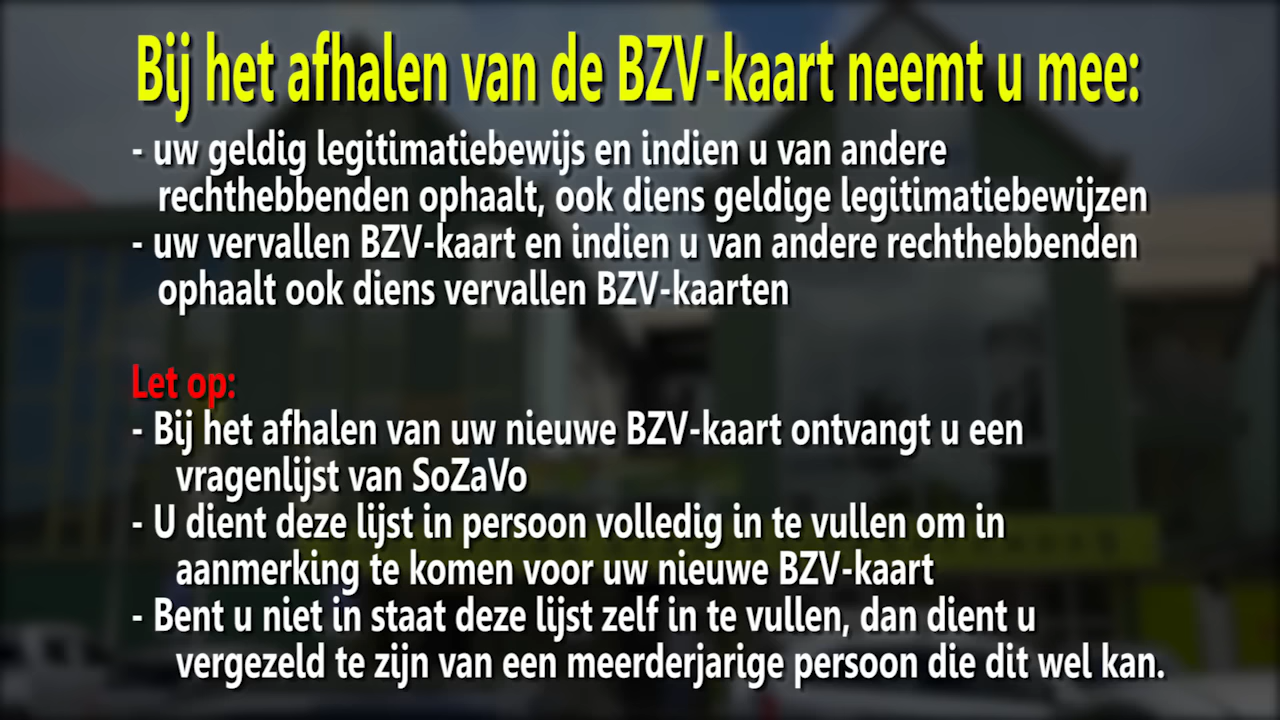 Bij het afhalen van de BZV-kaart neemt u mee:
- uw geldig legitimatiebewijs en indien u van andere
rechthebbenden ophaalt, ook diens geldige legitimatiebewijzen
- uw vervallen BZV-kaart en indien u van andere rechthebbenden
ophaalt ook diens vervallen BZV-kaarten
Let op:
- Bij het afhalen van uw nieuwe BZV-kaart ontvangt u een
vragenlijst van SoZaVo
- U dient deze lijst in persoon volledig in te vullen om in
aanmerking te komen voor uw nieuwe BZV-kaart
- Bent u niet in staat deze lijst zelf in te vullen, dan dient u
vergezeld te zijn van een meerderjarige persoon die dit wel kan.